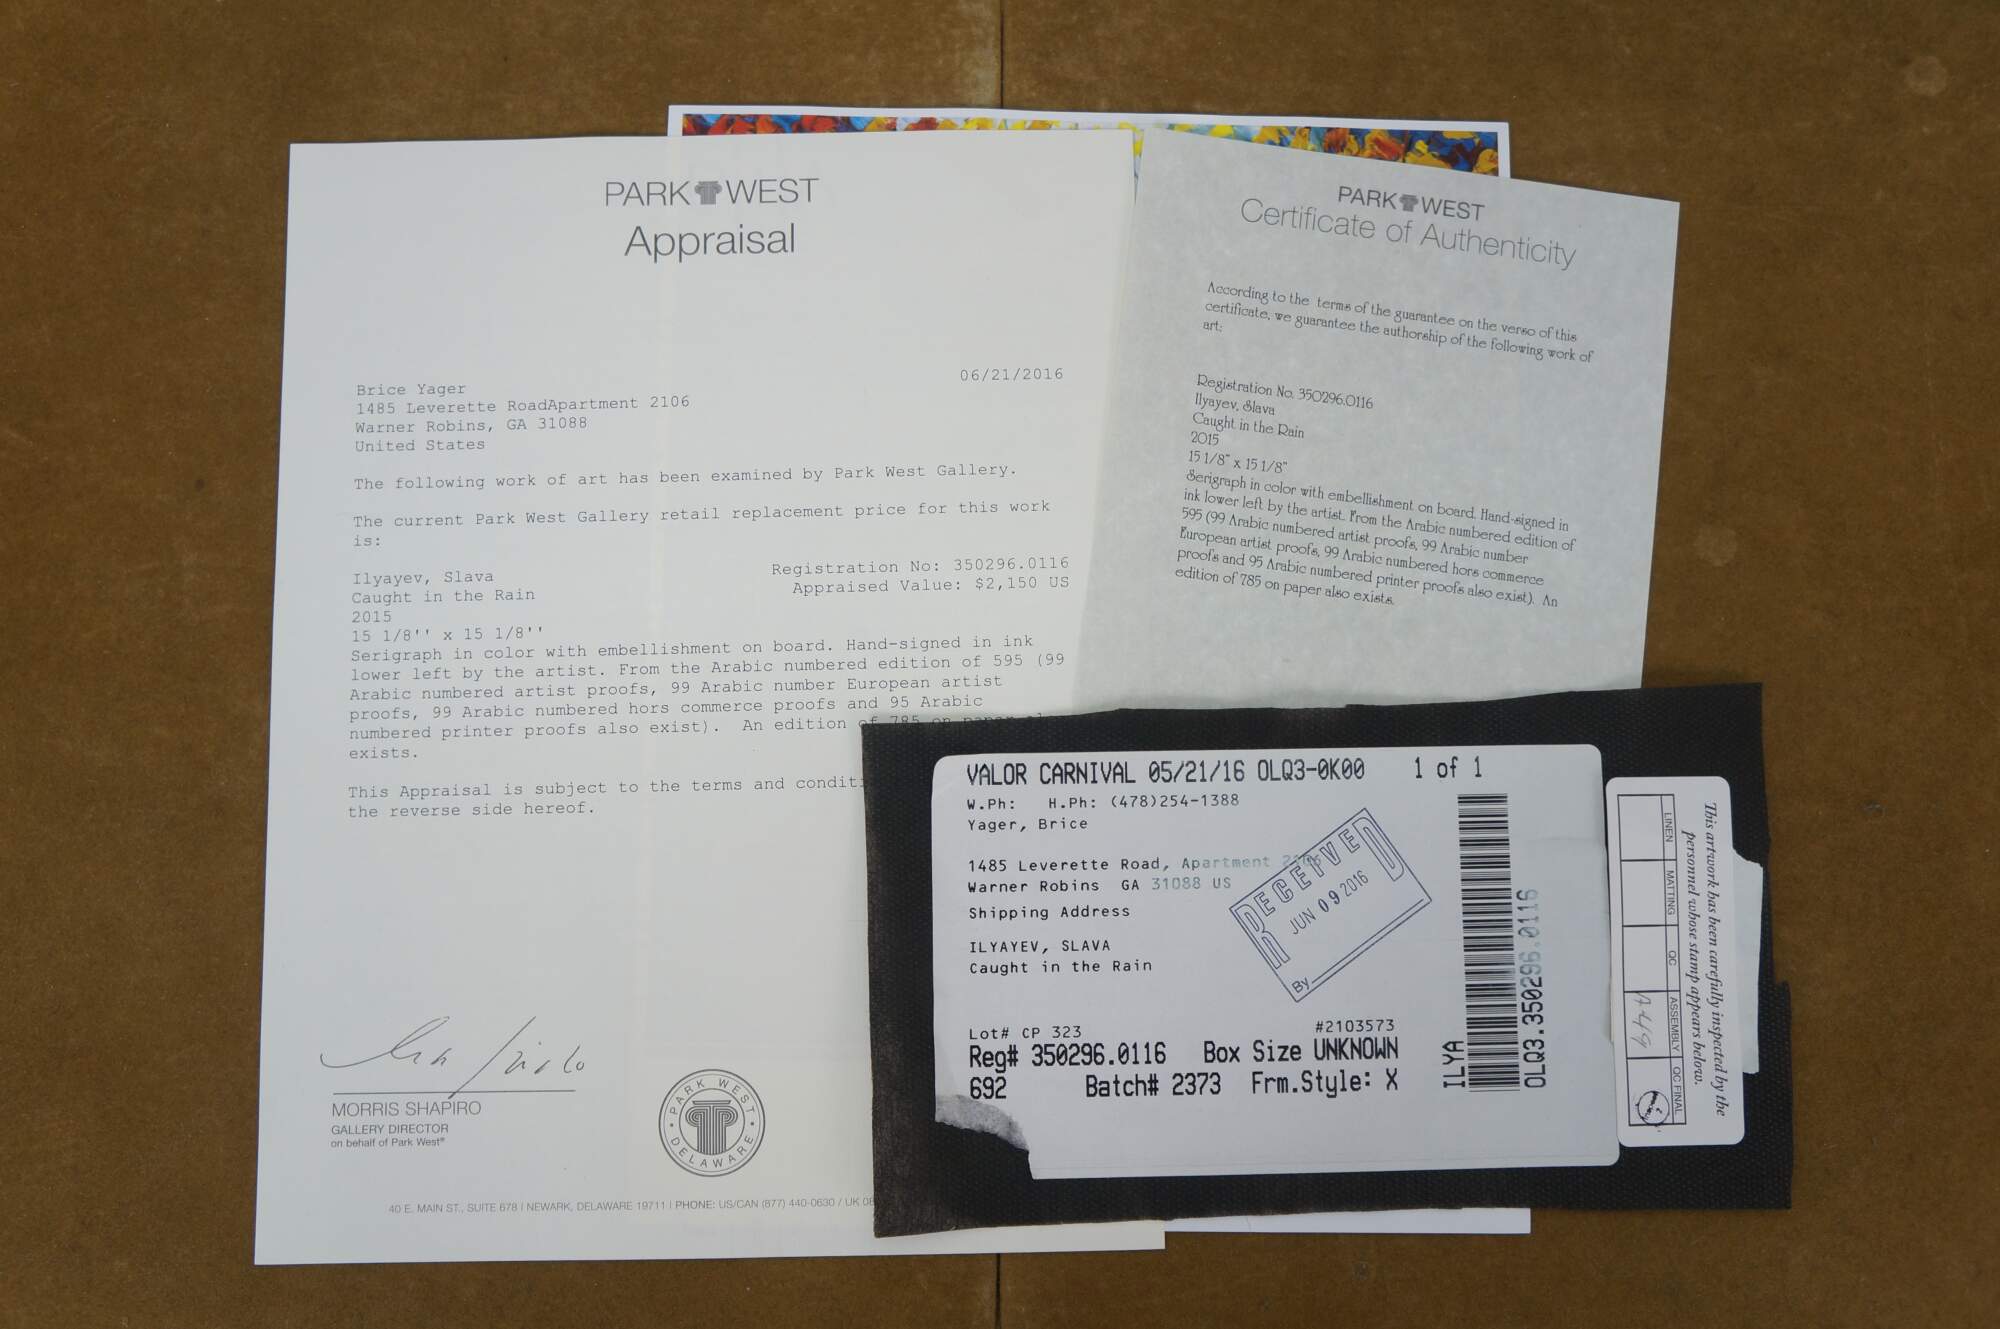 PARK WEST
Appraisal
06/21/2016
Brice Yager
1485 Leverette RoadApartment 2106
Warner Robins, GA 31088
United States
The following work of art has been examined by Park West Gallery.
The current Park West Gallery retail replacement price for this work
is:
Registration No: 350296.0116
Appraised Value: $2,150 US
Ilyayev, Slava
Caught in the Rain
2015
15 1/8'' x 15 1/8''
Serigraph in color with embellishment on board. Hand-signed in ink
lower left by the artist. From the Arabic numbered edition of 595 (99
Arabic numbered artist proofs, 99 Arabic number European artist
proofs, 99 Arabic numbered hors commerce proofs and 95 Arabic
numbered printer proofs also exist).  An edition of 785 on paper
exists.
This Appraisal is subject to the terms and condit
the reverse side hereof.
MORRIS SHAPIRO
GALLERY DIRECTOR
on behalf of Park West®
PARK WEST
DELAWARE
40 E. MAIN ST., SUITE 678 | NEWARK, DELAWARE 19711 | PHONE: US/CAN (877) 440-0630 / UK
PARK WEST
Certificate of Authenticity
According to the terms of the guarantee on the verso of this
certificate, we guarantee the authorship of the following work of
art:
Registration No. 350296.0116
Ilyayev, Slava
Caught in the Rain
2015
15 1/8" x 15 1/8"
Serigraph in color with embellishment on board. Hand-signed in
ink lower left by the artist. From the Arabic numbered edition of
595 (99 Arabic numbered artist proofs, 99 Arabic number
European artist proofs, 99 Arabic numbered hors commerce
proofs and 95 Arabic numbered printer proofs also exist). An
edition of 785 on paper also exists.
VALOR CARNIVAL 05/21/16 OLQ3-0K00 1 of 1
W.Ph: H.Ph: (478)254-1388
Yager, Brice
1485 Leverette Road, Apartment 2106
Warner Robins GA 31088 US
Shipping Address
ILYAYEV, SLAVA
Caught in the Rain
RECEIVED
JUN 09 2016
By
Lot# CP 323
#2103573
Reg# 350296.0116 Box Size UNKNOWN
692 Batch# 2373 Frm.Style: X
ILYA
OLQ3.350296.0116
This artwork has been carefully inspected by the
personnel whose stamp appears below.
LINEN MATTING QC ASSEMBLY QC FINAL
A49